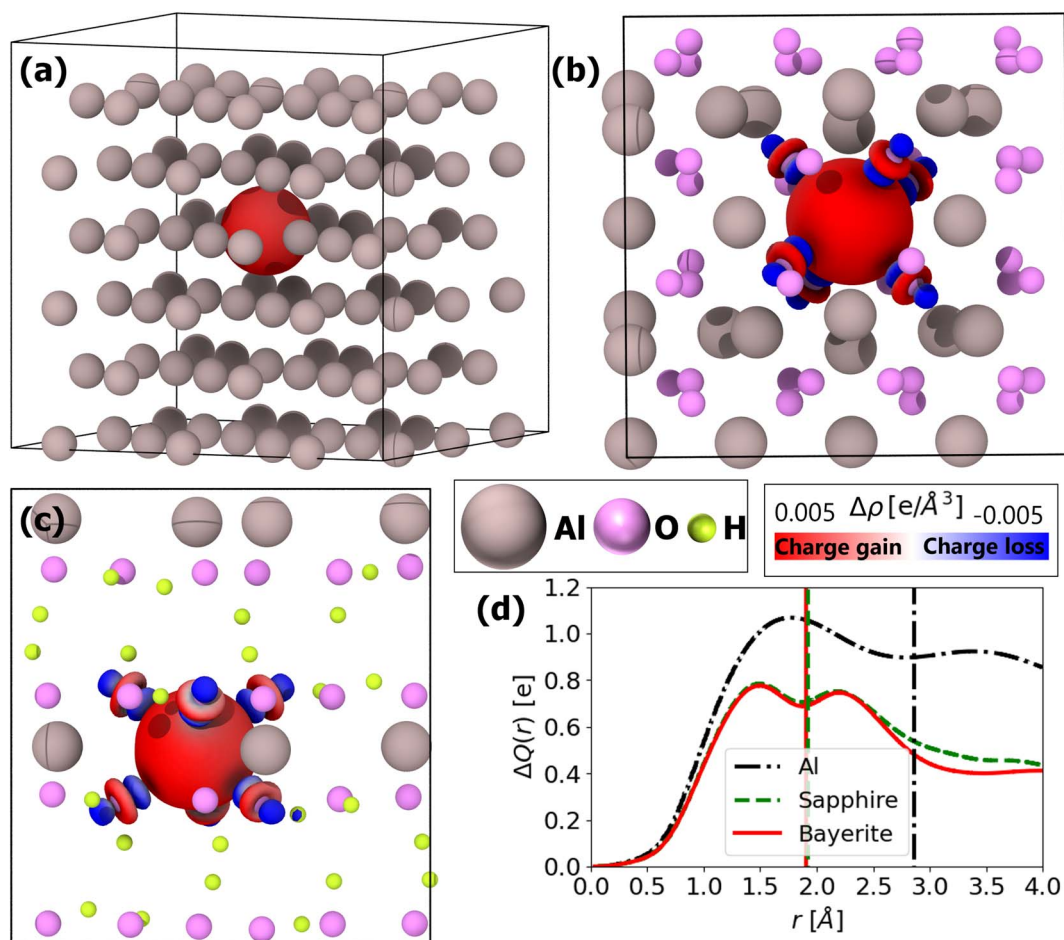 (a)
(b)
(c)
Al O H
0.005 Δρ [e/Å³] -0.005
Charge gain Charge loss
(d)
ΔQ(r) [e]
1.2
1.0
0.8
0.6
0.4
0.2
0.0
Al
Sapphire
Bayerite
0.0 0.5 1.0 1.5 2.0 2.5 3.0 3.5 4.0
r [Å]